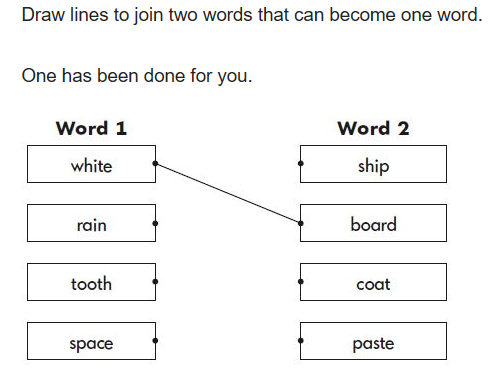 Draw lines to join two words that can become one word.
One has been done for you.
Word 1 Word 2
white ship
rain board
tooth coat
space paste